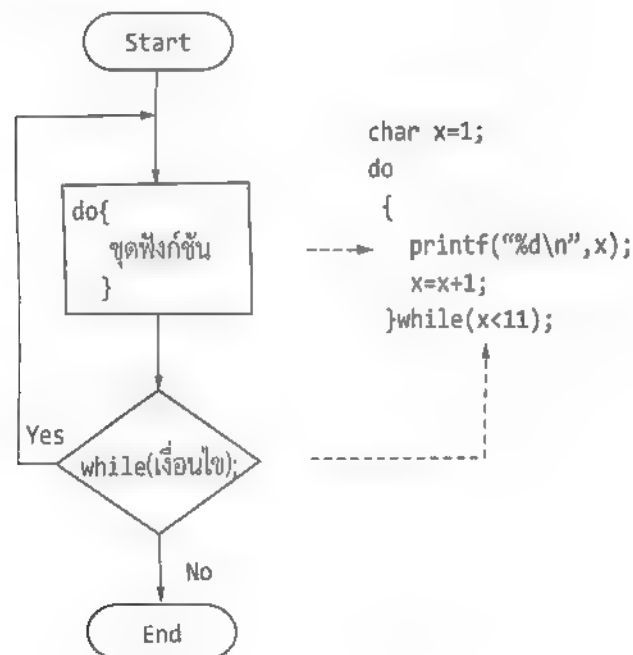 Start
do{
ชุดฟังก์ชัน
}
Yes
while(เงื่อนไข);
No
End
char x=1;
do
{
printf(“%d\n”,x);
x=x+1;
}while(x<11);